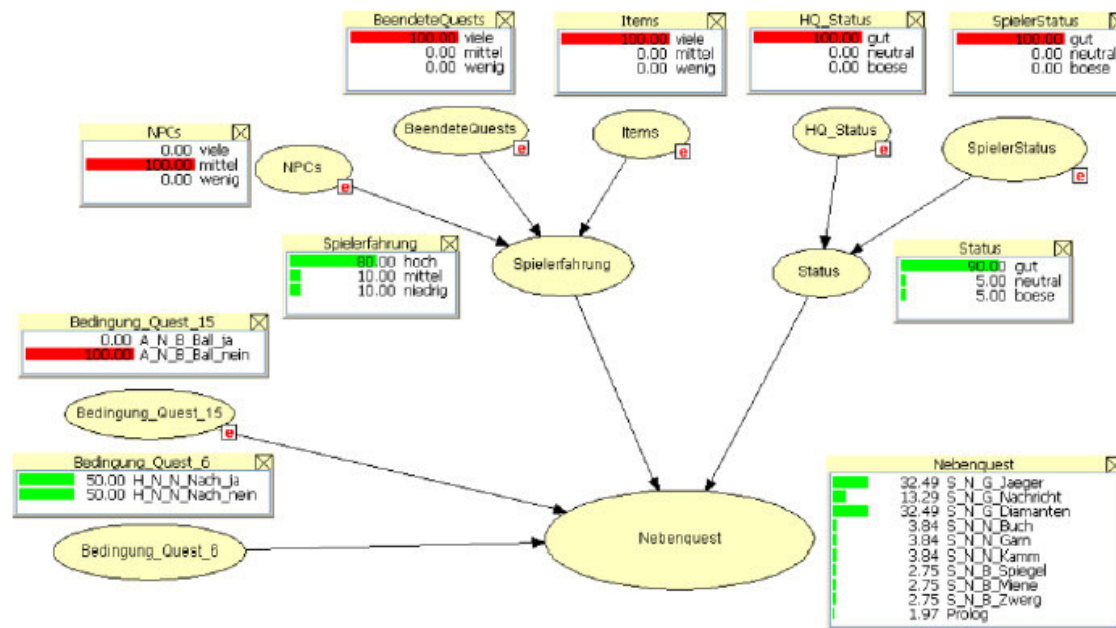 BeendeteQuests
100.00 viele
0.00 mittel
0.00 wenig
Items
100.00 viele
0.00 mittel
0.00 wenig
HQ_Status
100.00 gut
0.00 neutral
0.00 boese
SpielerStatus
100.00 gut
0.00 neutral
0.00 boese
NPCs
0.00 viele
100.00 mittel
0.00 wenig
NPCs
e
BeendeteQuests
e
Items
e
HQ_Status
e
SpielerStatus
e
Spielerfahrung
80.00 hoch
10.00 mittel
10.00 niedrig
Spielerfahrung
Status
Status
90.00 gut
5.00 neutral
5.00 boese
Bedingung_Quest_15
0.00 A_N_B_Ball_ja
100.00 A_N_B_Ball_nein
Bedingung_Quest_15
e
Bedingung_Quest_6
50.00 H_N_N_Nach_ja
50.00 H_N_N_Nach_nein
Bedingung_Quest_6
Nebenquest
Nebenquest
32.49 S_N_G_Jaeger
13.29 S_N_G_Nachricht
32.49 S_N_G_Diamanten
3.84 S_N_N_Buch
3.84 S_N_N_Garn
3.84 S_N_N_Kamm
2.75 S_N_B_Spiegel
2.75 S_N_B_Miene
2.75 S_N_B_Zwerg
1.97 Prolog